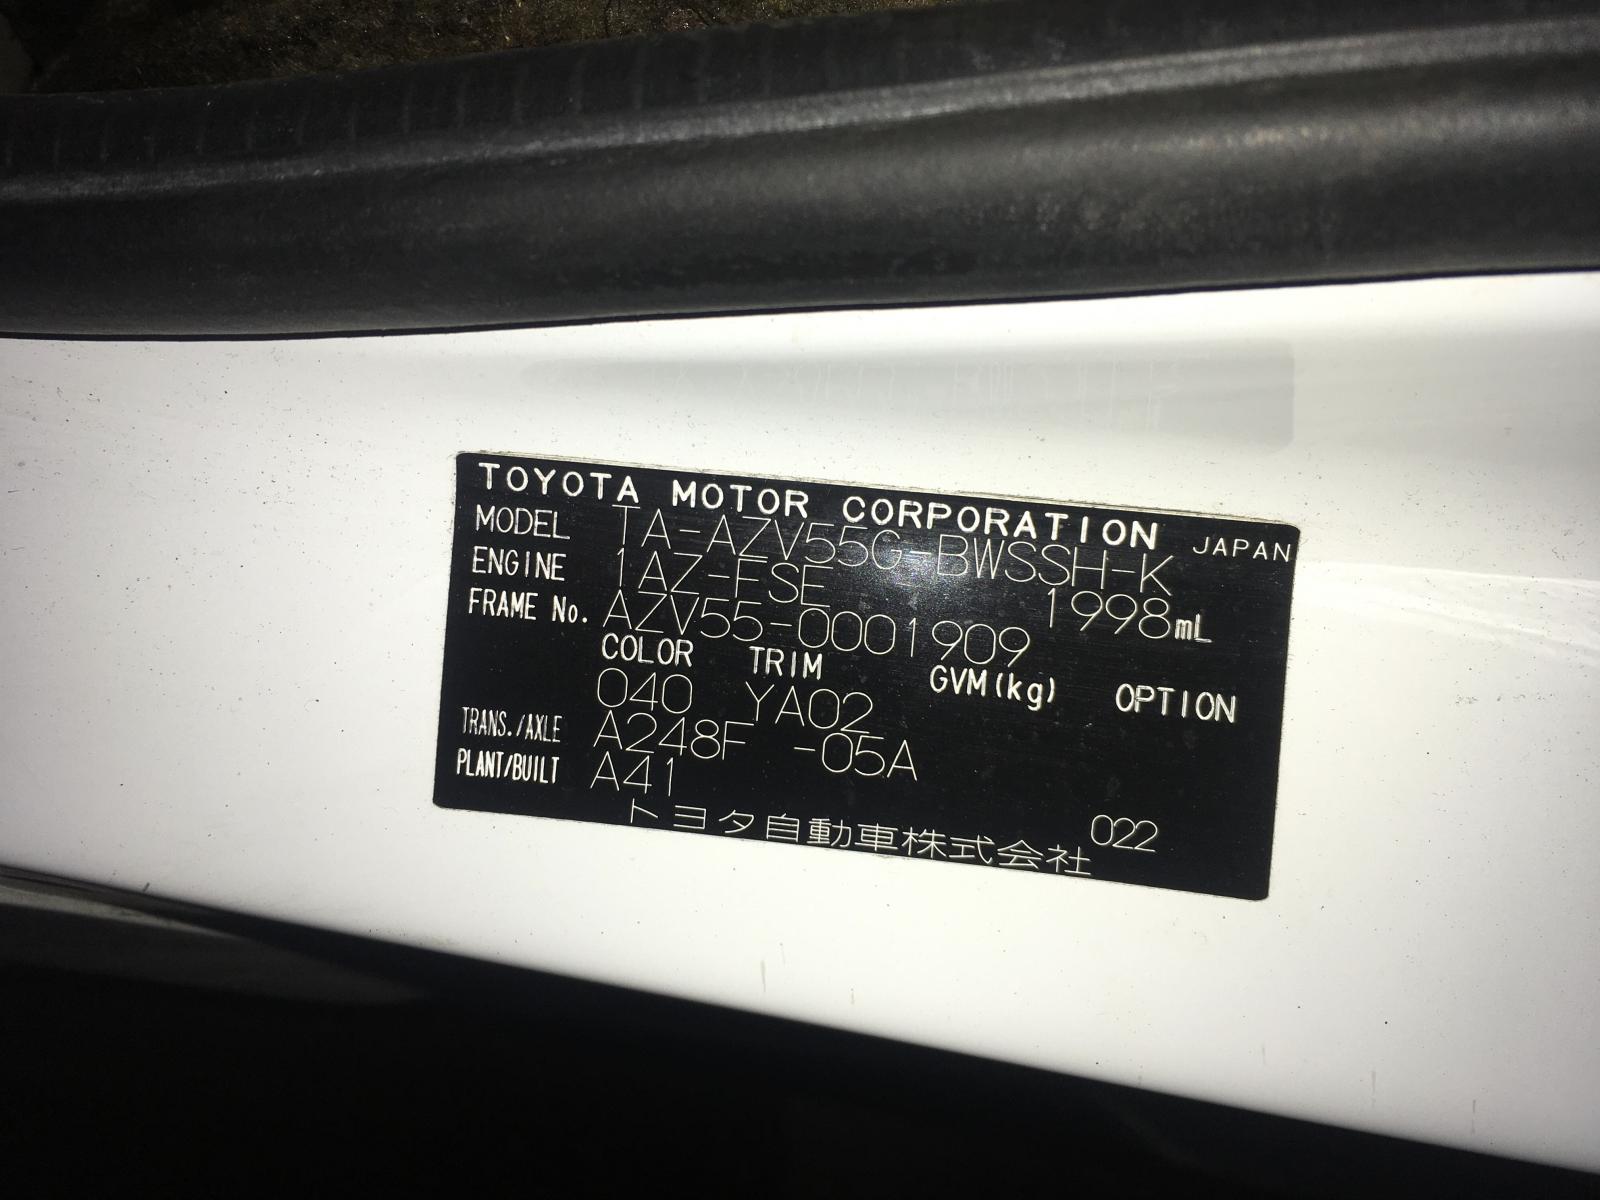 TOYOTA MOTOR CORPORATION JAPAN
MODEL TA-AZV55G-BWSSH-K
ENGINE 1AZ-FSE 1998mL
FRAME No. AZV55-0001909
COLOR TRIM GVM(kg) OPTION
040 YA02
TRANS./AXLE A248F -05A
PLANT/BUILT A41
トヨタ自動車株式会社 022